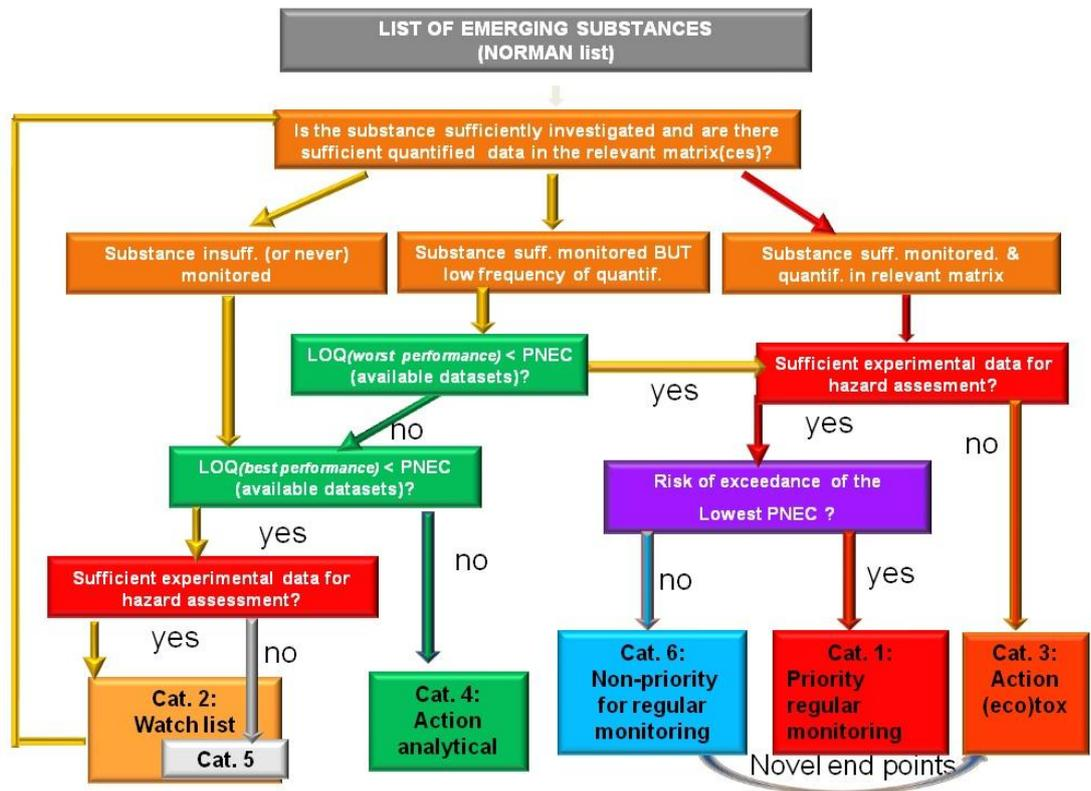 LIST OF EMERGING SUBSTANCES
(NORMAN list)
Is the substance sufficiently investigated and are there
sufficient quantified data in the relevant matrix(ces)?
Substance insuff. (or never)
monitored
Substance suff. monitored BUT
low frequency of quantif.
Substance suff. monitored. &
quantif. in relevant matrix
LOQ(worst performance) < PNEC
(available datasets)?
yes
Sufficient experimental data for
hazard assesment?
no
yes
no
LOQ(best performance) < PNEC
(available datasets)?
Risk of exceedance of the
Lowest PNEC ?
yes
no
no
yes
Sufficient experimental data for
hazard assessment?
yes
no
Cat. 2:
Watch list
Cat. 5
Cat. 4:
Action
analytical
Cat. 6:
Non-priority
for regular
monitoring
Cat. 1:
Priority
regular
monitoring
Cat. 3:
Action
(eco)tox
Novel end points